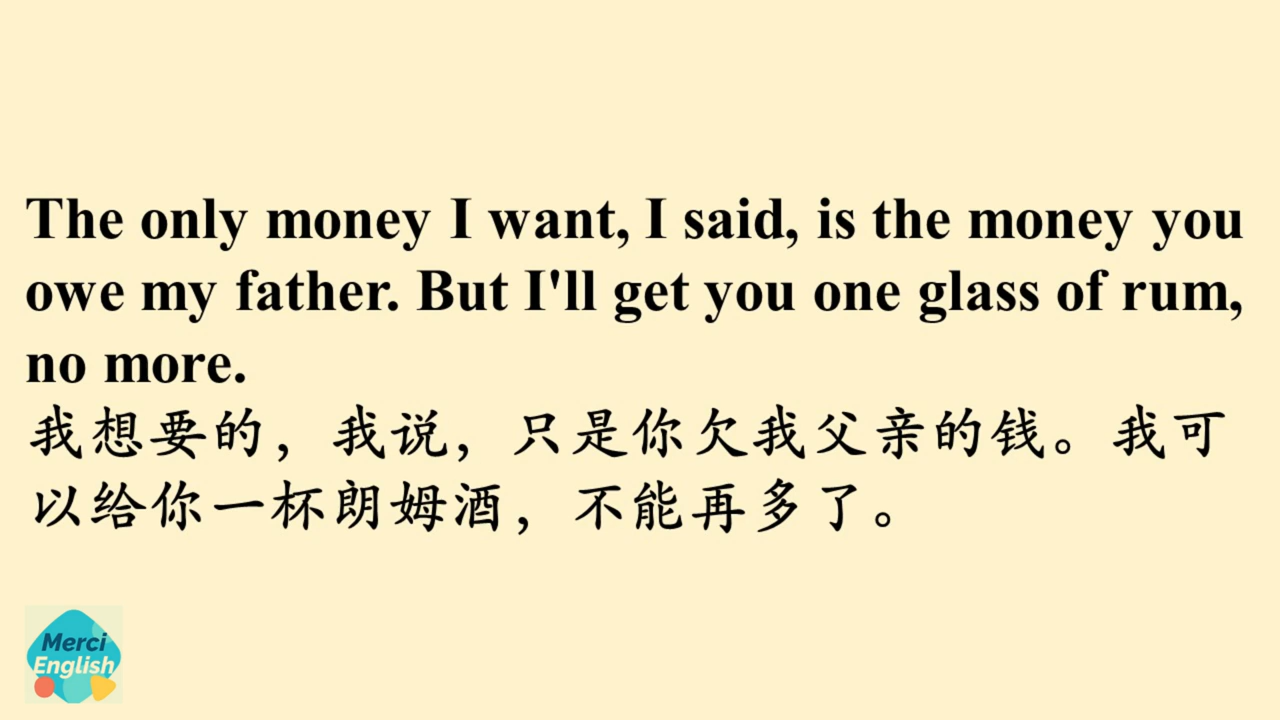 The only money I want, I said, is the money you
owe my father. But I'll get you one glass of rum,
no more.
我想要的，我说，只是你欠我父亲的钱。我可
以给你一杯朗姆酒，不能再多了。
Merci
English